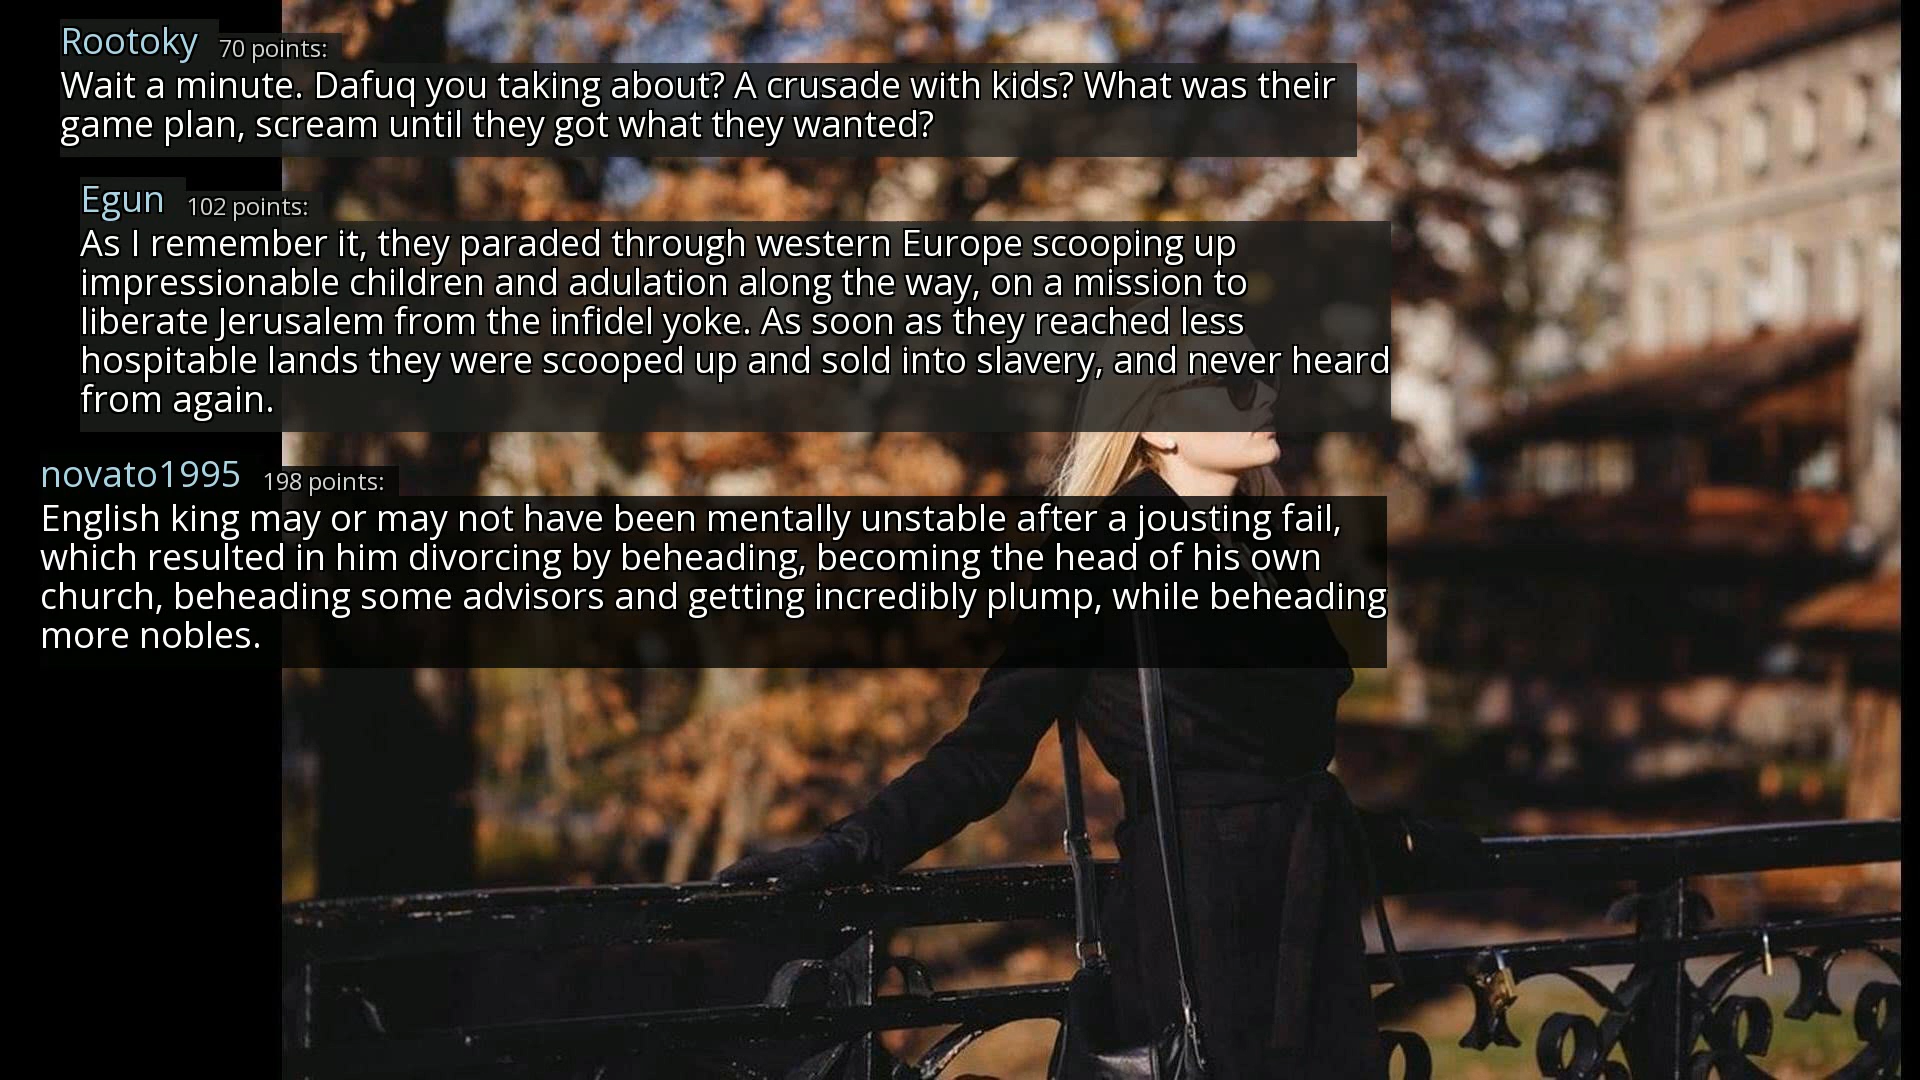 Rootoky 70 points:
Wait a minute. Dafuq you taking about? A crusade with kids? What was their
game plan, scream until they got what they wanted?
Egun 102 points:
As I remember it, they paraded through western Europe scooping up
impressionable children and adulation along the way, on a mission to
liberate Jerusalem from the infidel yoke. As soon as they reached less
hospitable lands they were scooped up and sold into slavery, and never heard
from again.
novato1995 198 points:
English king may or may not have been mentally unstable after a jousting fail,
which resulted in him divorcing by beheading, becoming the head of his own
church, beheading some advisors and getting incredibly plump, while beheading
more nobles.